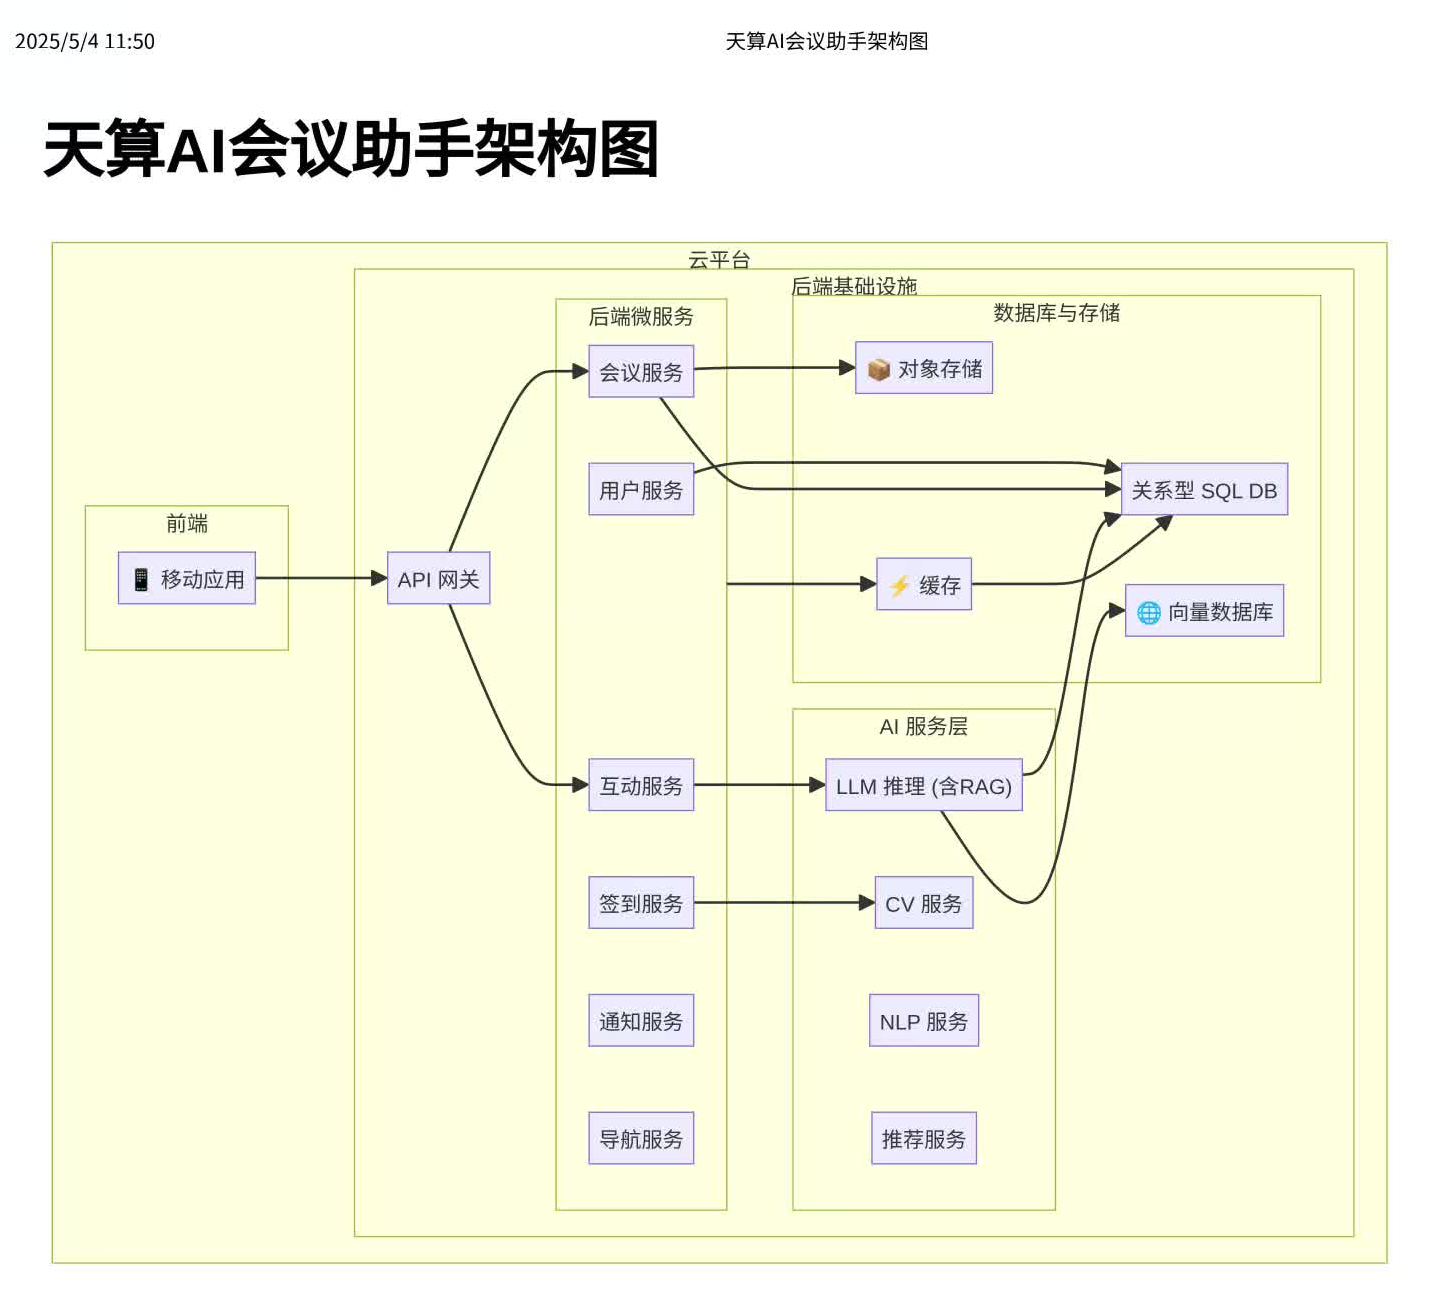 2025/5/4 11:50
天算AI会议助手架构图
天算AI会议助手架构图
云平台
后端基础设施
后端微服务
数据库与存储
会议服务
📦 对象存储
用户服务
关系型 SQL DB
前端
📱 移动应用
API 网关
⚡ 缓存
🌐 向量数据库
AI 服务层
互动服务
LLM 推理 (含RAG)
签到服务
CV 服务
通知服务
NLP 服务
导航服务
推荐服务